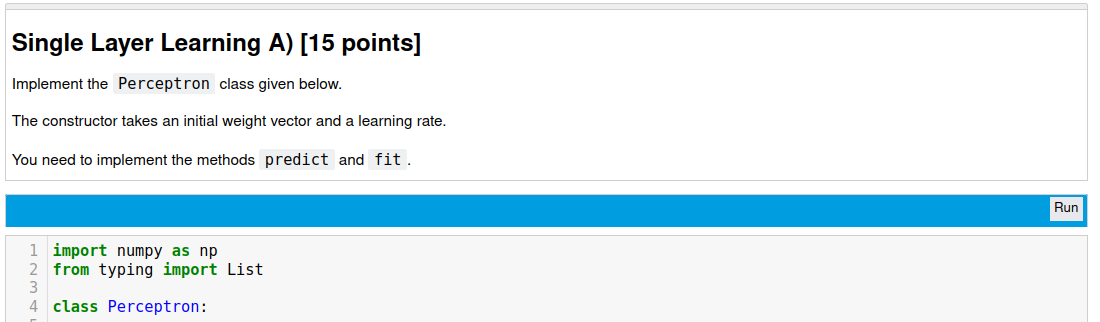 Single Layer Learning A) [15 points]
Implement the Perceptron class given below.
The constructor takes an initial weight vector and a learning rate.
You need to implement the methods predict and fit.
Run
1 import numpy as np
2 from typing import List
3
4 class Perceptron: